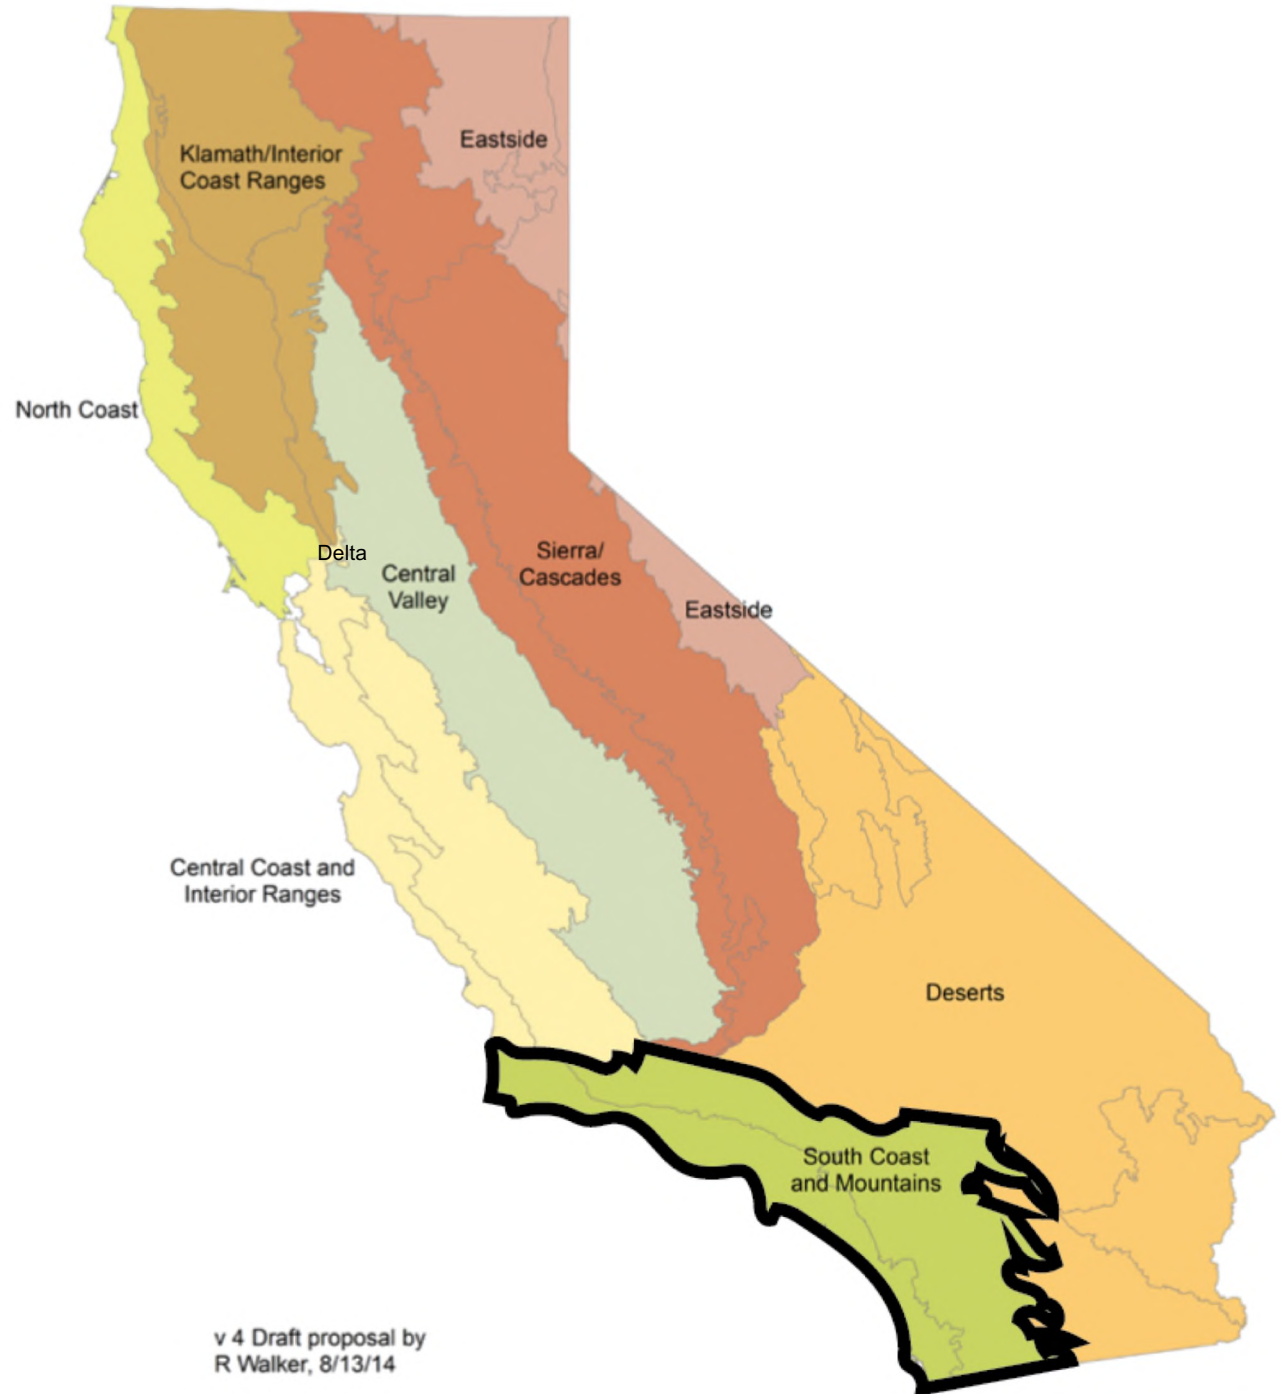 Eastside
Klamath/Interior
Coast Ranges
North Coast
Delta
Central
Valley
Sierra/
Cascades
Eastside
Central Coast and
Interior Ranges
Deserts
South Coast
and Mountains
v 4 Draft proposal by
R Walker, 8/13/14